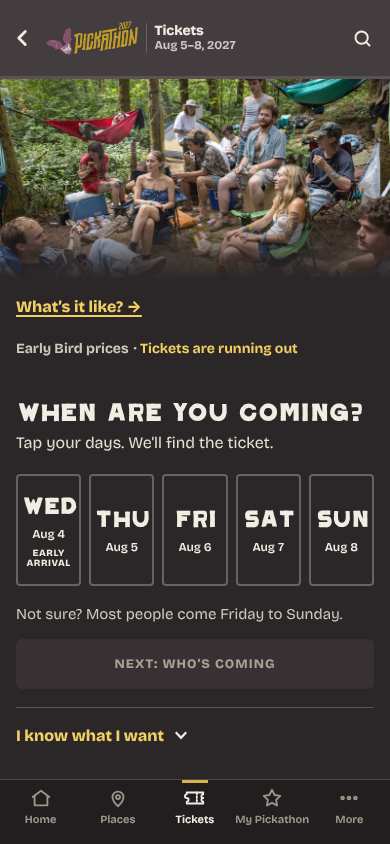 2027
PICKATHON
Tickets
Aug 5–8, 2027
What's it like? →
Early Bird prices · Tickets are running out
WHEN ARE YOU COMING?
Tap your days. We'll find the ticket.
WED
Aug 4
EARLY
ARRIVAL
THU
Aug 5
FRI
Aug 6
SAT
Aug 7
SUN
Aug 8
Not sure? Most people come Friday to Sunday.
NEXT: WHO'S COMING
I know what I want
Home
Places
Tickets
My Pickathon
More